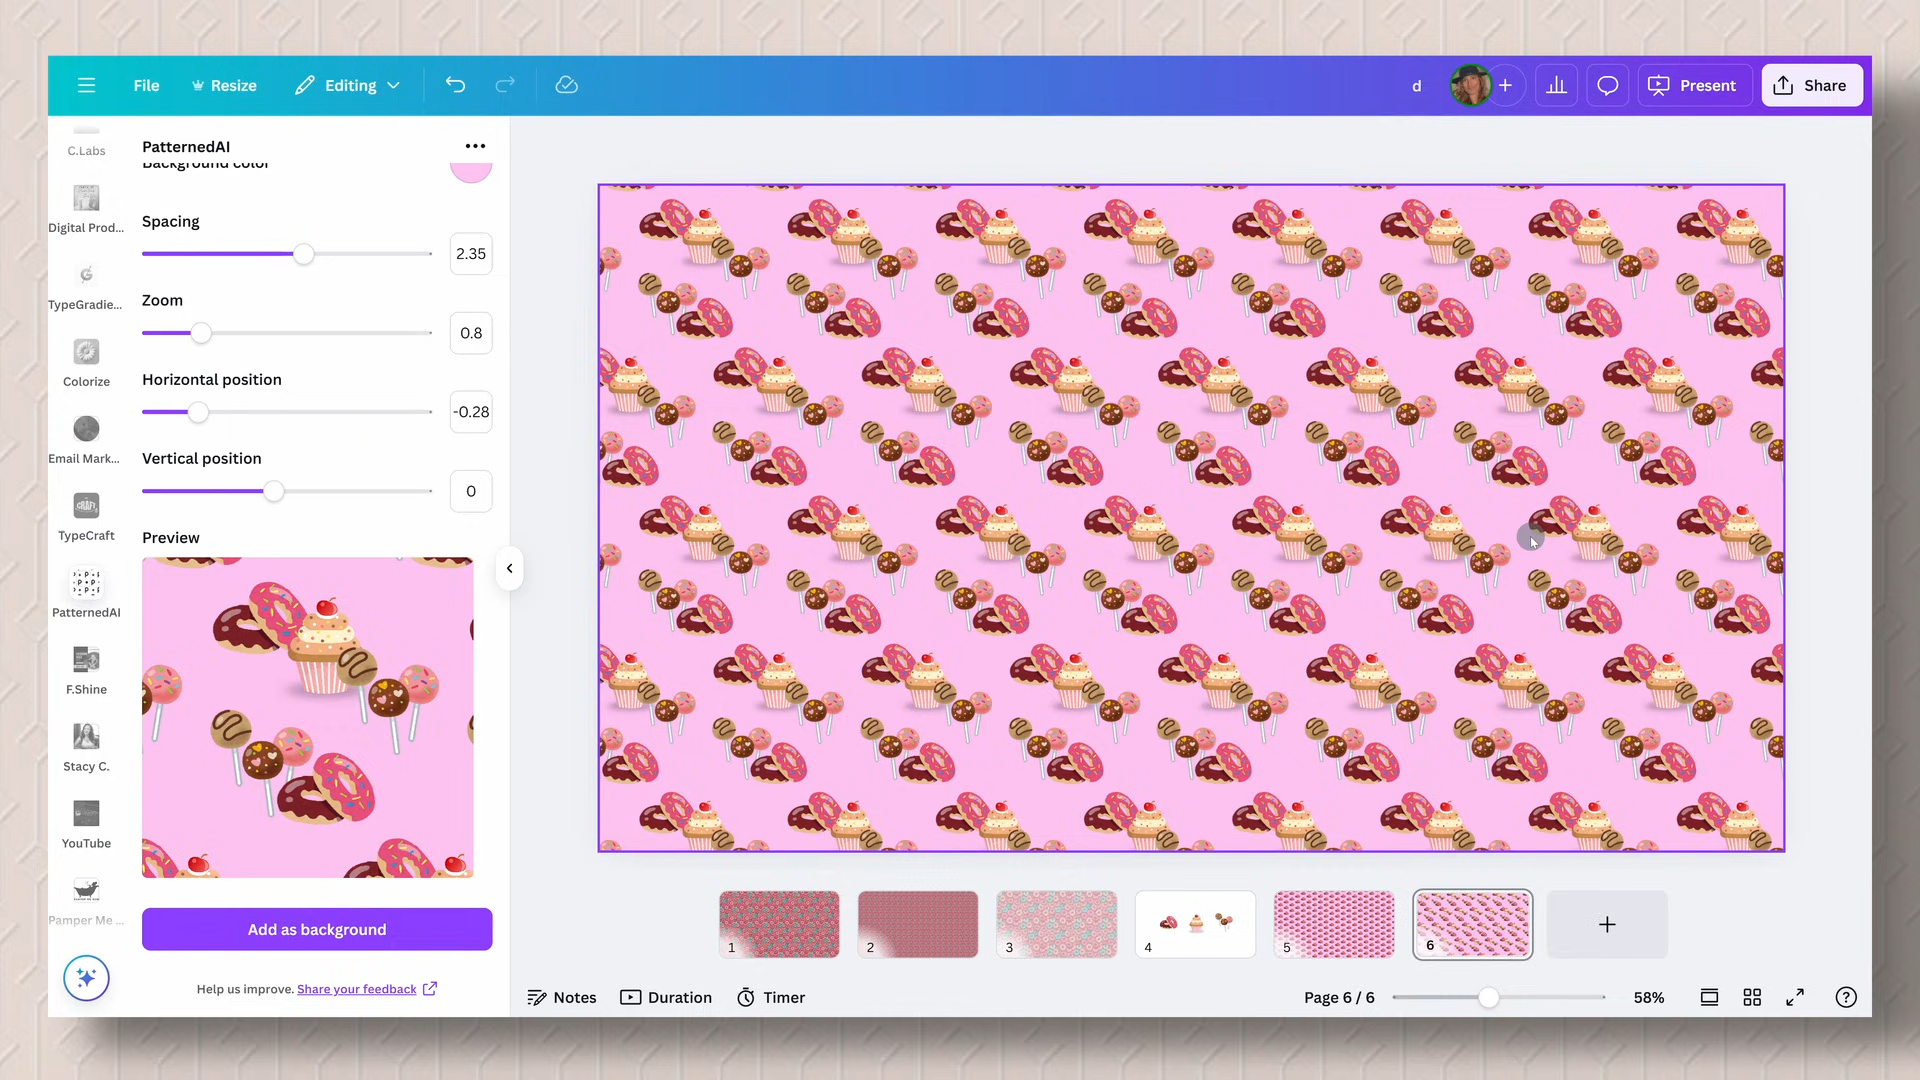 File
Resize
Editing
d
Present
Share
C.Labs
Digital Prod...
TypeGradie...
Colorize
Email Mark...
TypeCraft
PatternedAI
F.Shine
Stacy C.
YouTube
Pamper Me ...
PatternedAI
Background color
Spacing
2.35
Zoom
0.8
Horizontal position
-0.28
Vertical position
0
Preview
Add as background
Help us improve. Share your feedback
1
2
3
4
5
6
Notes
Duration
Timer
Page 6 / 6
58%